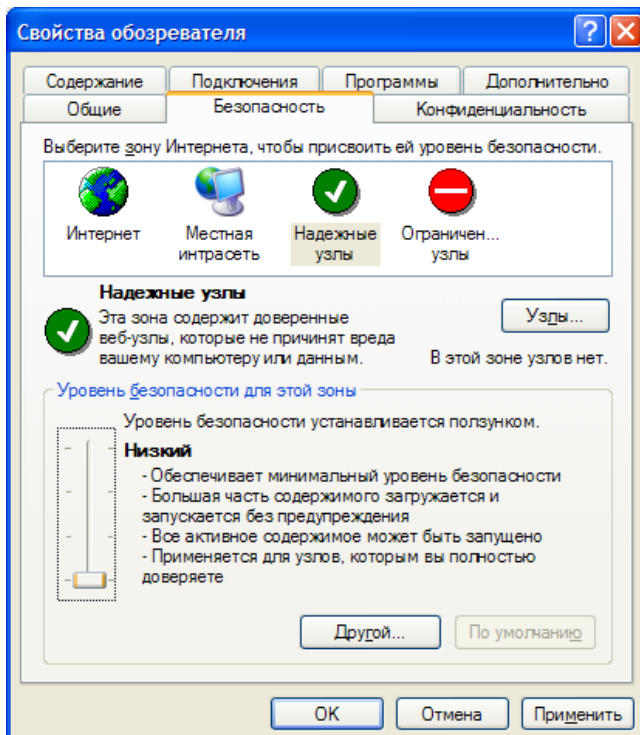 Свойства обозревателя
Содержание Подключения Программы Дополнительно
Общие Безопасность Конфиденциальность
Выберите зону Интернета, чтобы присвоить ей уровень безопасности.
Интернет Местная интрасеть Надежные узлы Ограничен... узлы
Надежные узлы
Эта зона содержит доверенные
веб-узлы, которые не причинят вреда
вашему компьютеру или данным.
Узлы...
В этой зоне узлов нет.
Уровень безопасности для этой зоны
Уровень безопасности устанавливается ползунком.
Низкий
- Обеспечивает минимальный уровень безопасности
- Большая часть содержимого загружается и
запускается без предупреждения
- Все активное содержимое может быть запущено
- Применяется для узлов, которым вы полностью
доверяете
Другой... По умолчанию
OK Отмена Применить